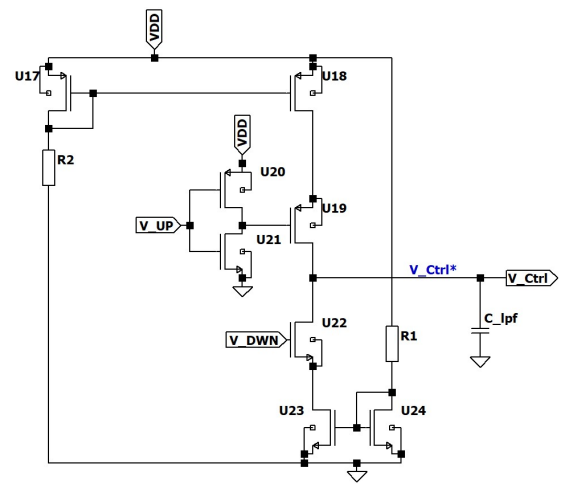 VDD
U17
U18
R2
VDD
U20
U19
V_UP
U21
V_Ctrl*
V_Ctrl
C_lpf
U22
V_DWN
R1
U23
U24